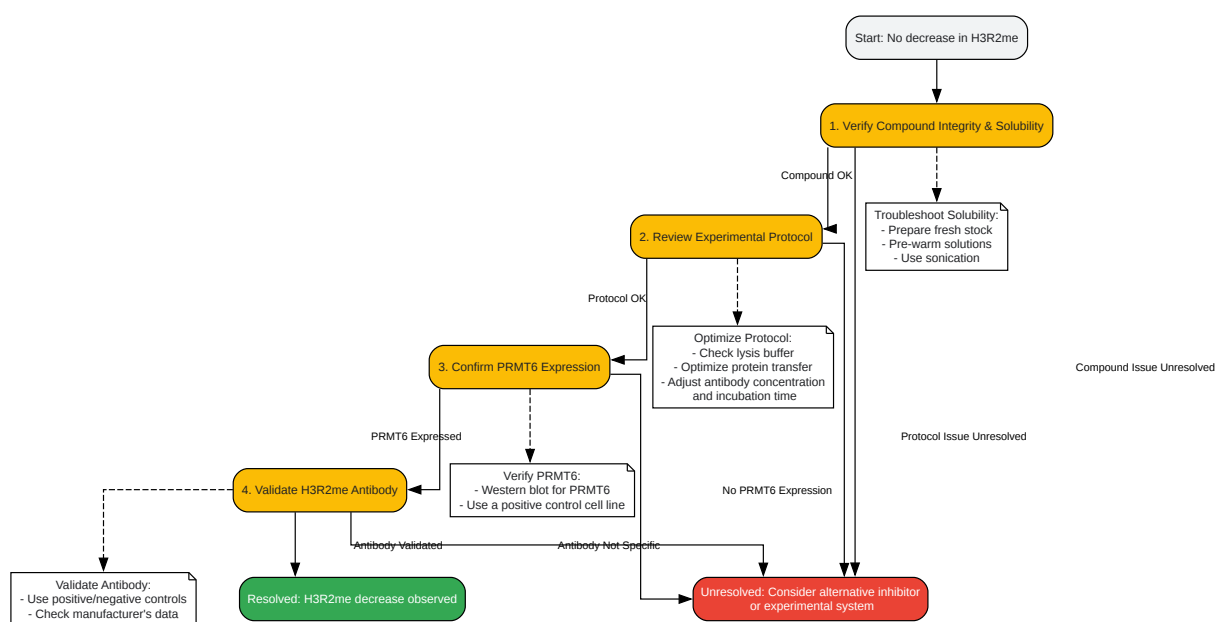 Start: No decrease in H3R2me
1. Verify Compound Integrity & Solubility
Compound OK
Troubleshoot Solubility:
- Prepare fresh stock
- Pre-warm solutions
- Use sonication
2. Review Experimental Protocol
Protocol OK
Optimize Protocol:
- Check lysis buffer
- Optimize protein transfer
- Adjust antibody concentration
and incubation time
3. Confirm PRMT6 Expression
Compound Issue Unresolved
PRMT6 Expressed
Protocol Issue Unresolved
Verify PRMT6:
- Western blot for PRMT6
- Use a positive control cell line
No PRMT6 Expression
4. Validate H3R2me Antibody
Antibody Validated
Antibody Not Specific
Validate Antibody:
- Use positive/negative controls
- Check manufacturer's data
Resolved: H3R2me decrease observed
Unresolved: Consider alternative inhibitor
or experimental system